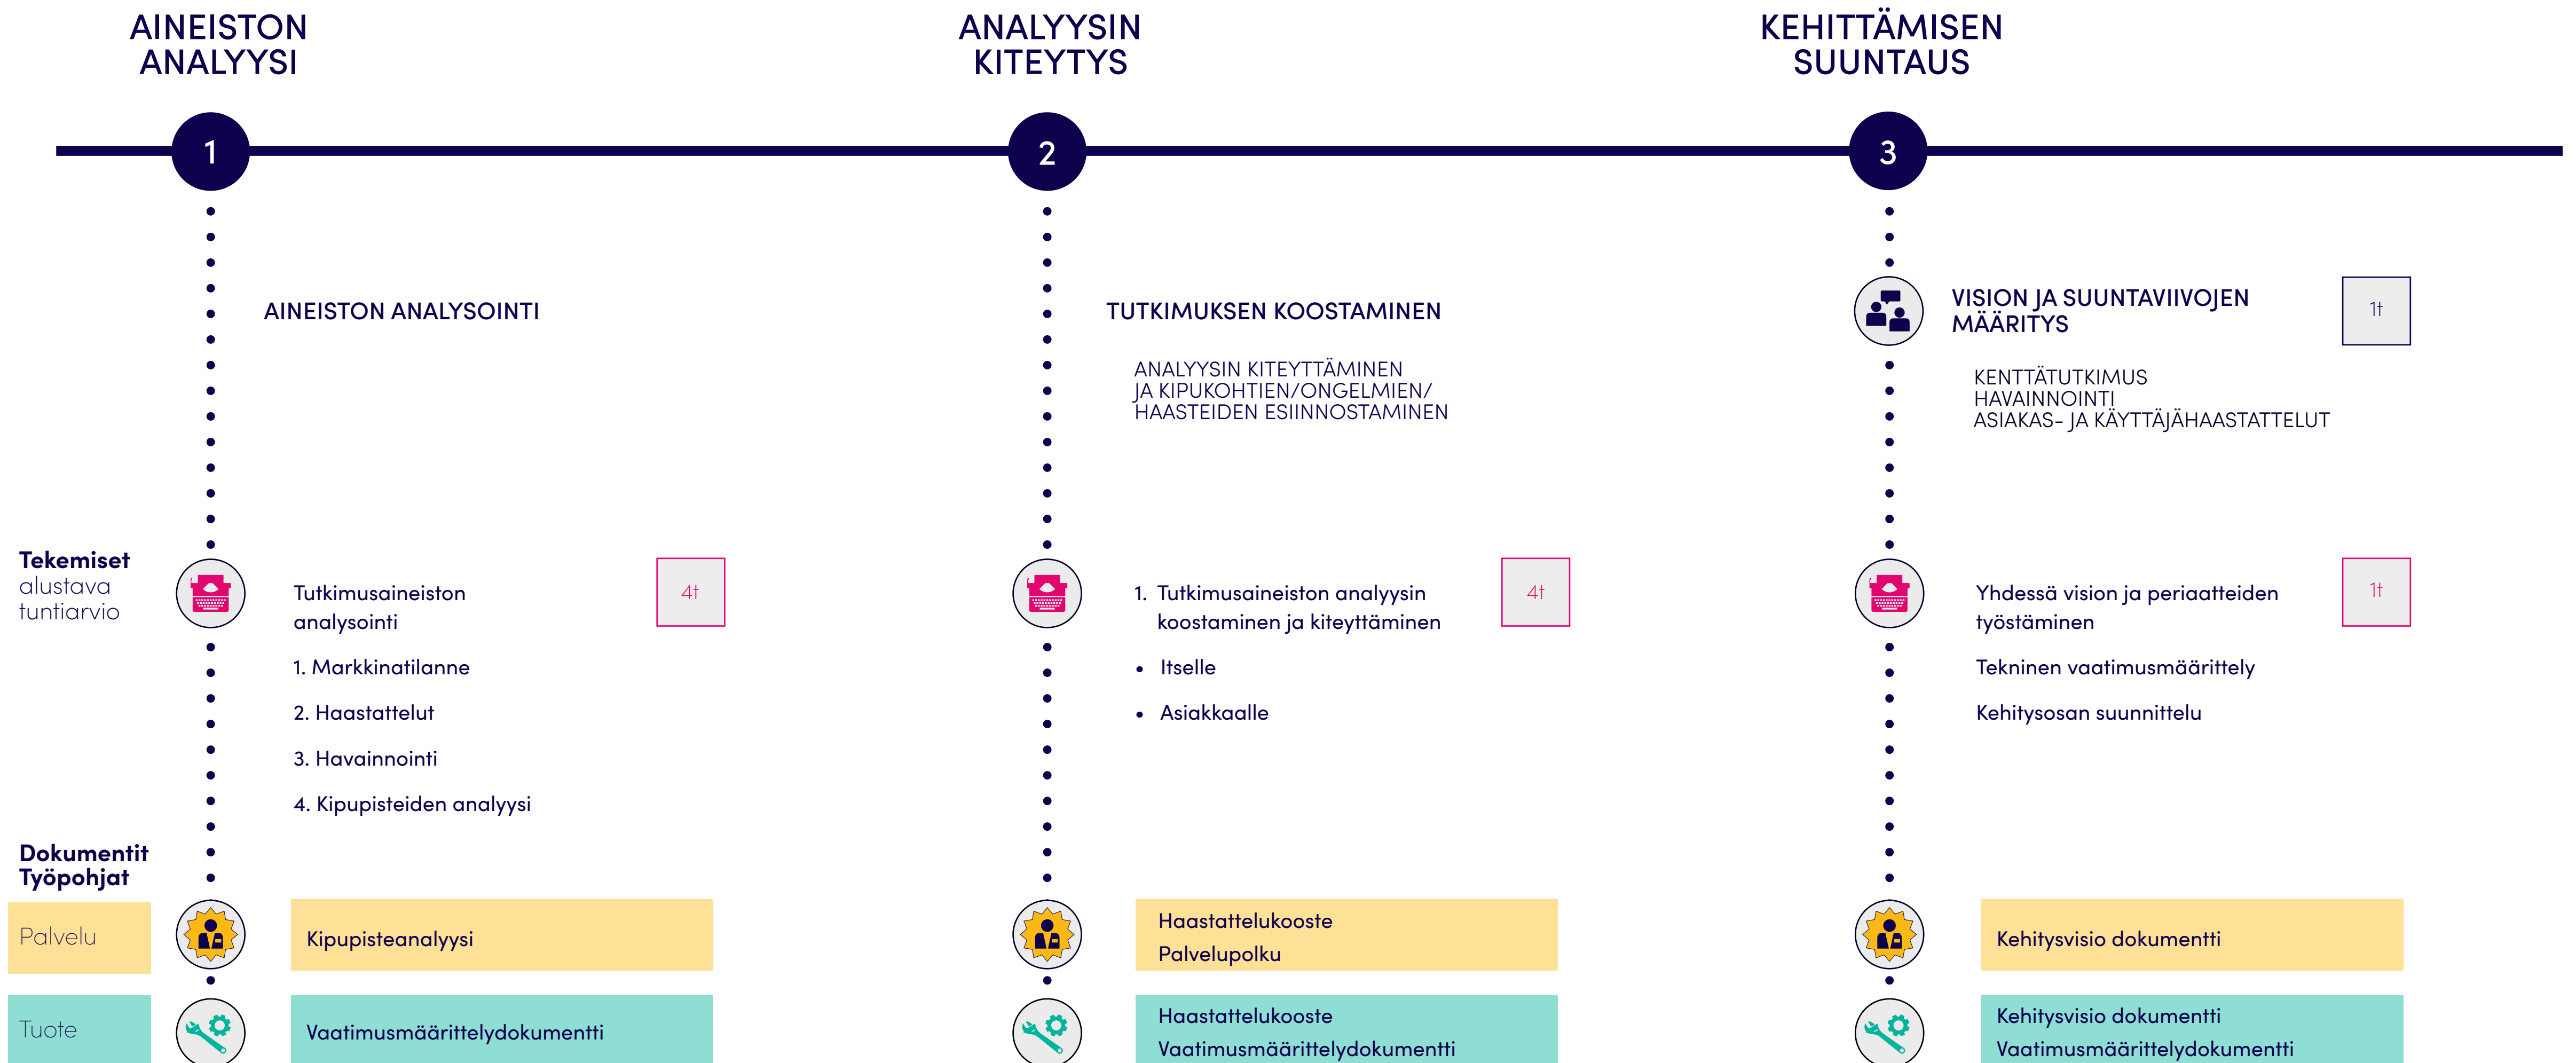 AINEISTON
ANALYYSI
ANALYYSIN
KITEYTYS
KEHITTÄMISEN
SUUNTAUS
1
2
3
AINEISTON ANALYSOINTI
TUTKIMUKSEN KOOSTAMINEN
ANALYYSIN KITEYTTÄMINEN
JA KIPUKOHTIEN/ONGELMIEN/
HAASTEIDEN ESIINNOSTAMINEN
VISION JA SUUNTAVIIVOJEN
MÄÄRITYS
1t
KENTTÄTUTKIMUS
HAVAINNOINTI
ASIAKAS- JA KÄYTTÄJÄHAASTATTELUT
Tekemiset
alustava
tuntiarvio
Tutkimusaineiston
analysointi
4t
1. Markkinatilanne
2. Haastattelut
3. Havainnointi
4. Kipupisteiden analyysi
1. Tutkimusaineiston analyysin
koostaminen ja kiteyttäminen
4t
• Itselle
• Asiakkaalle
Yhdessä vision ja periaatteiden
työstäminen
1t
Tekninen vaatimusmäärittely
Kehitysosan suunnittelu
Dokumentit
Työpohjat
Palvelu
Kipupisteanalyysi
Haastattelukooste
Palvelupolku
Kehitysvisio dokumentti
Tuote
Vaatimusmäärittelydokumentti
Haastattelukooste
Vaatimusmäärittelydokumentti
Kehitysvisio dokumentti
Vaatimusmäärittelydokumentti